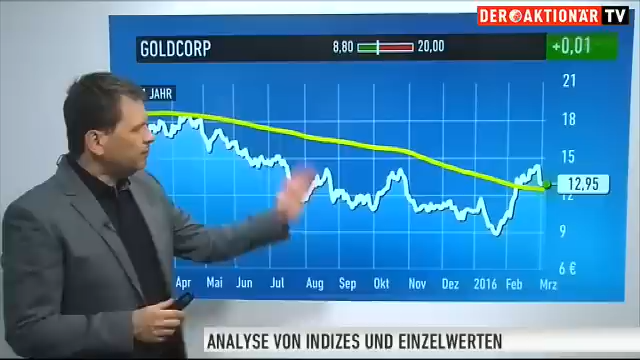 DER AKTIONÄR TV
GOLDCORP 8,80 20,00 +0,01
1 JAHR
21
18
15
12,95
12
9
6 €
Apr Mai Jun Jul Aug Sep Okt Nov Dez 2016 Feb Mrz
ANALYSE VON INDIZES UND EINZELWERTEN